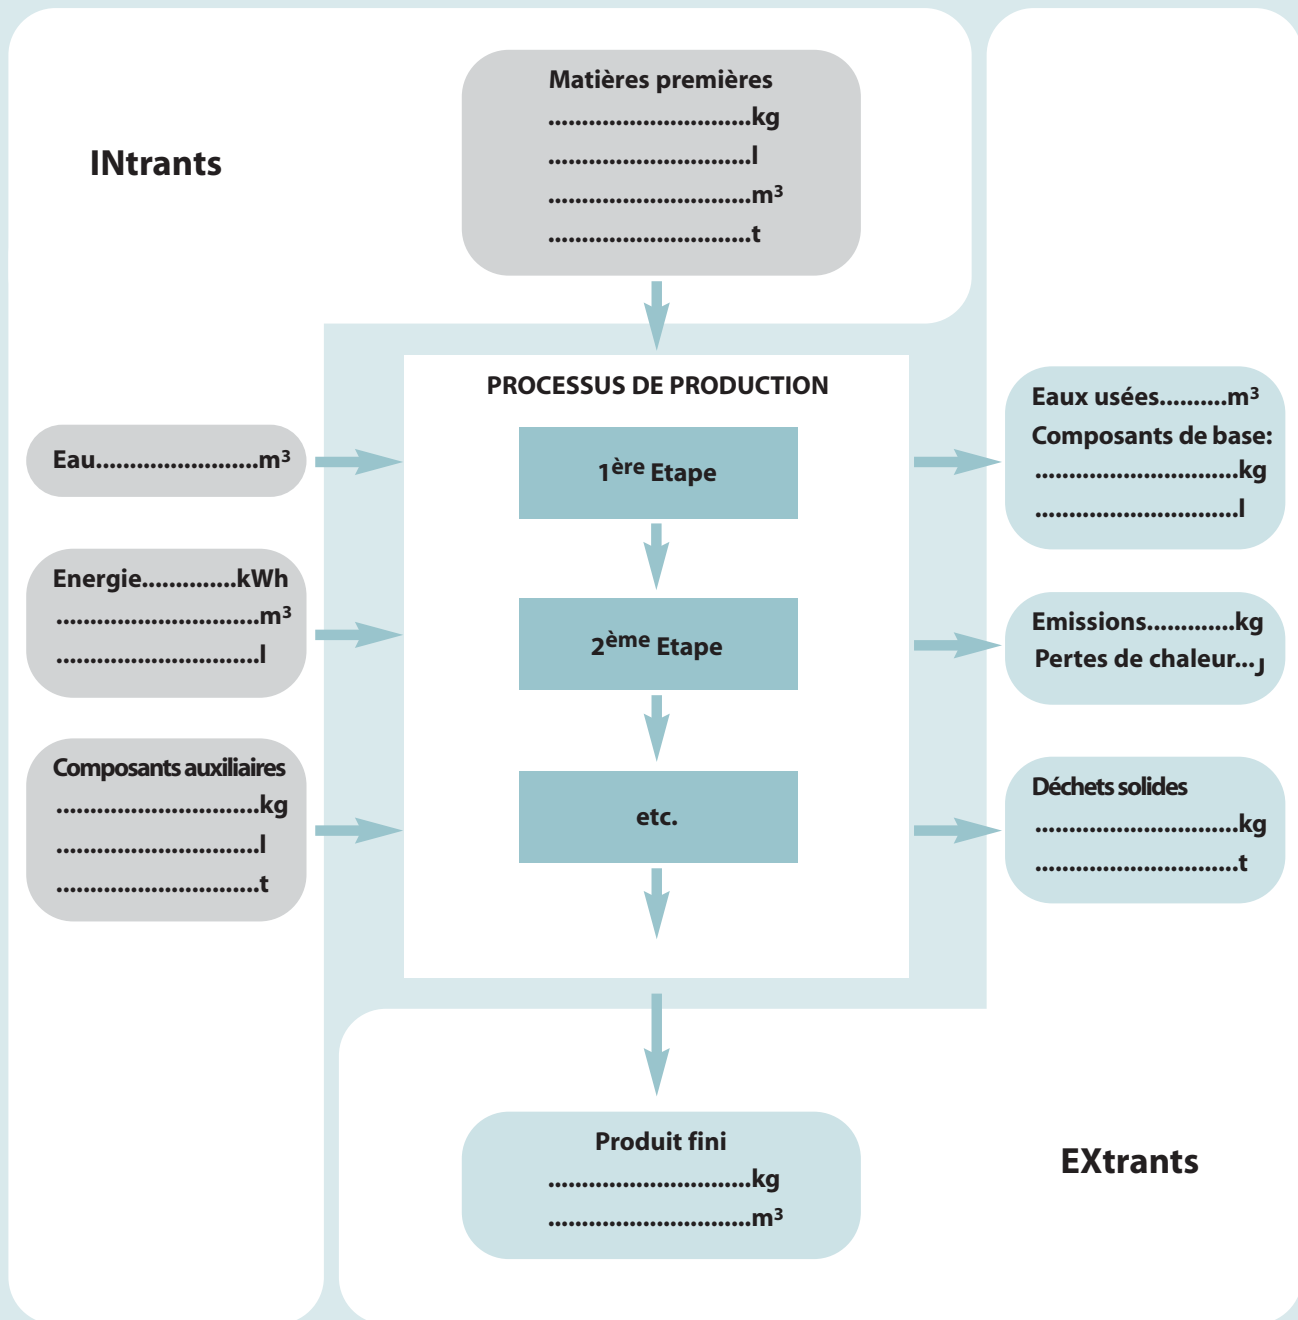 Matières premières
..............................kg
..............................l
..............................m³
..............................t
INtrants
PROCESSUS DE PRODUCTION
Eau........................m³
Energie..............kWh
..............................m³
..............................l
Composants auxiliaires
..............................kg
..............................l
..............................t
1ère Etape
2ème Etape
etc.
Eaux usées..........m³
Composants de base:
..............................kg
..............................l
Emissions.............kg
Pertes de chaleur...J
Déchets solides
..............................kg
..............................t
Produit fini
..............................kg
..............................m³
EXtrants